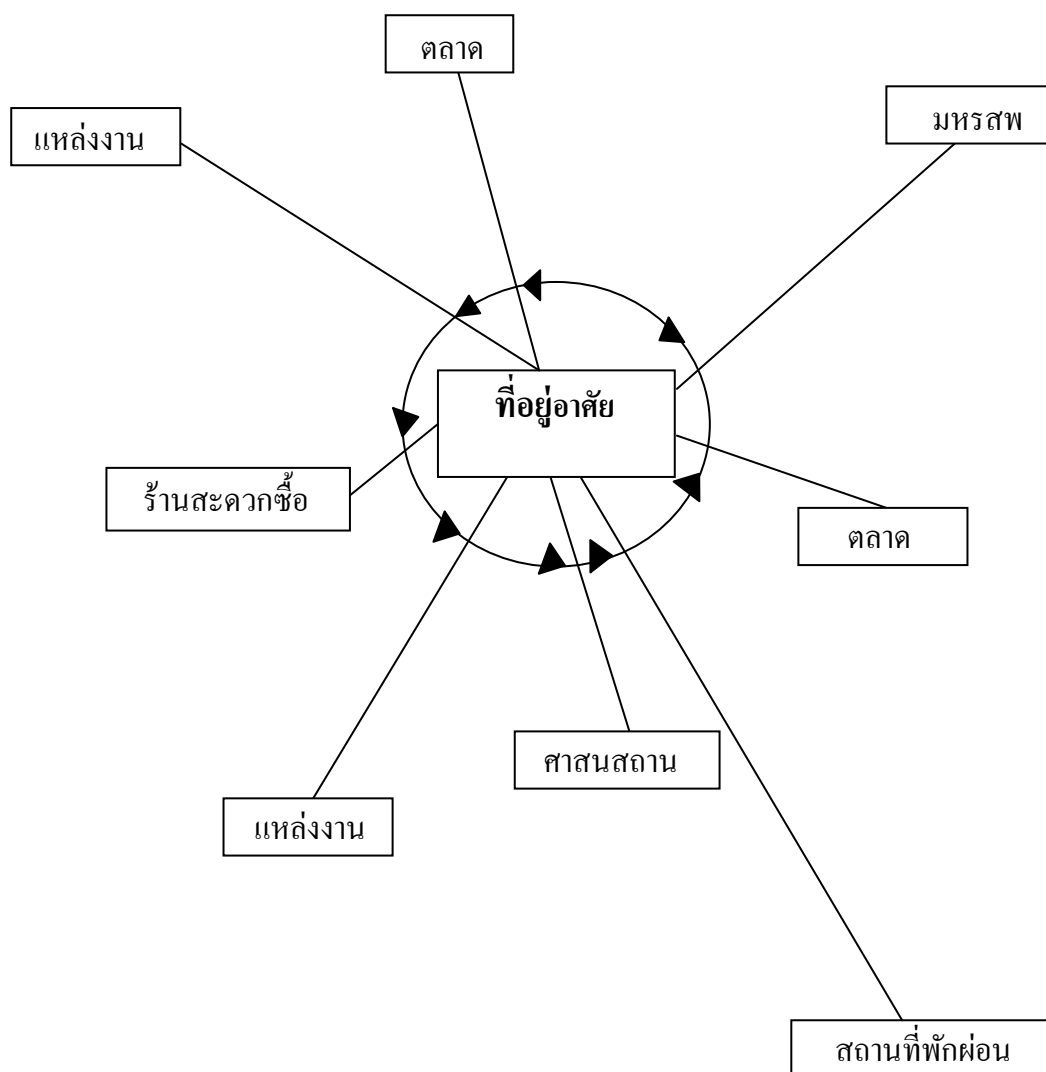 ตลาด
มหรสพ
แหล่งงาน
ที่อยู่อาศัย
ร้านสะดวกซื้อ
ตลาด
ศาสนสถาน
แหล่งงาน
สถานที่พักผ่อน